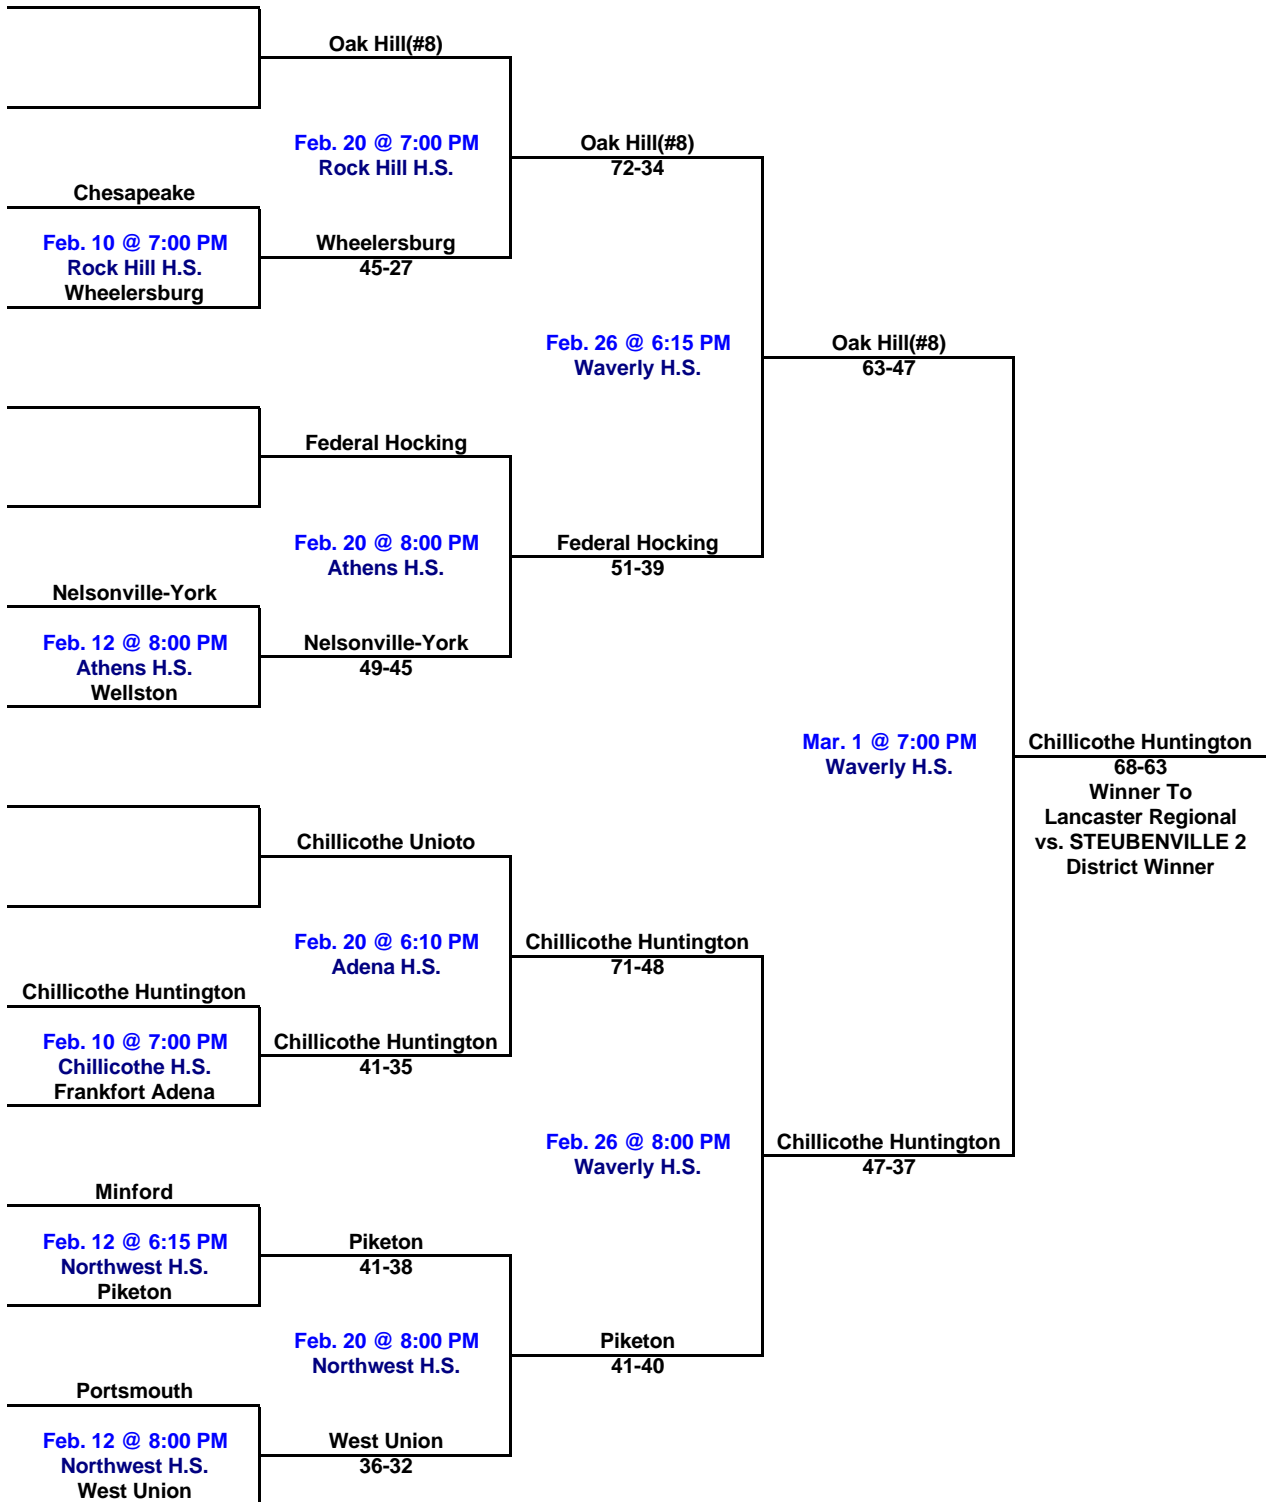 Oak Hill(#8)
Feb. 20 @ 7:00 PM
Rock Hill H.S.
Oak Hill(#8)
72-34
Chesapeake
Feb. 10 @ 7:00 PM
Rock Hill H.S.
Wheelersburg
Wheelersburg
45-27
Feb. 26 @ 6:15 PM
Waverly H.S.
Oak Hill(#8)
63-47
Federal Hocking
Feb. 20 @ 8:00 PM
Athens H.S.
Federal Hocking
51-39
Nelsonville-York
Feb. 12 @ 8:00 PM
Athens H.S.
Wellston
Nelsonville-York
49-45
Mar. 1 @ 7:00 PM
Waverly H.S.
Chillicothe Huntington
68-63
Winner To
Lancaster Regional
vs. STEUBENVILLE 2
District Winner
Chillicothe Unioto
Feb. 20 @ 6:10 PM
Adena H.S.
Chillicothe Huntington
71-48
Chillicothe Huntington
Feb. 10 @ 7:00 PM
Chillicothe H.S.
Frankfort Adena
Chillicothe Huntington
41-35
Feb. 26 @ 8:00 PM
Waverly H.S.
Chillicothe Huntington
47-37
Minford
Feb. 12 @ 6:15 PM
Northwest H.S.
Piketon
Piketon
41-38
Feb. 20 @ 8:00 PM
Northwest H.S.
Piketon
41-40
Portsmouth
Feb. 12 @ 8:00 PM
Northwest H.S.
West Union
West Union
36-32